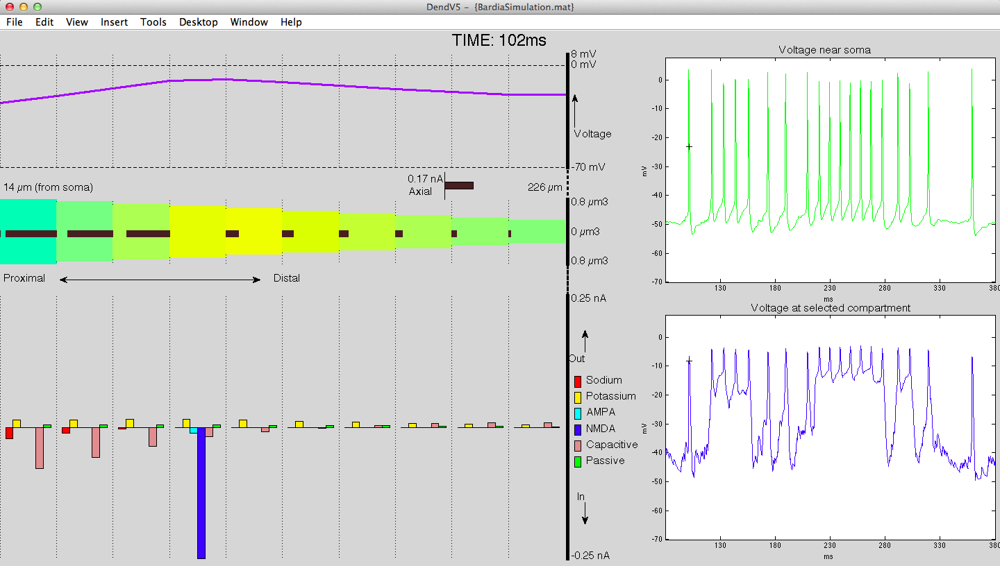 DendV5 - {BardiaSimulation.mat}
File Edit View Insert Tools Desktop Window Help
TIME: 102ms
8 mV
0 mV
Voltage
-70 mV
14 µm (from soma)
0.17 nA
Axial
226 µm
0.8 µm3
0 µm3
0.8 µm3
Proximal
Distal
0.25 nA
Out
Sodium
Potassium
AMPA
NMDA
Capacitive
Passive
In
-0.25 nA
Voltage near soma
0
-10
-20
-30
-40
-50
-60
-70
mV
130 180 230 280 330 380
ms
Voltage at selected compartment
0
-10
-20
-30
-40
-50
-60
-70
mV
130 180 230 280 330 380
ms